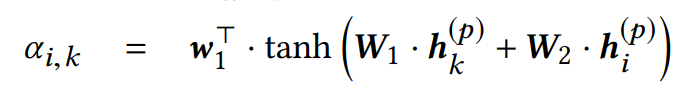 α_{i,k} = w_1^⊤ · tanh ( W_1 · h_k^{(p)} + W_2 · h_i^{(p)} )